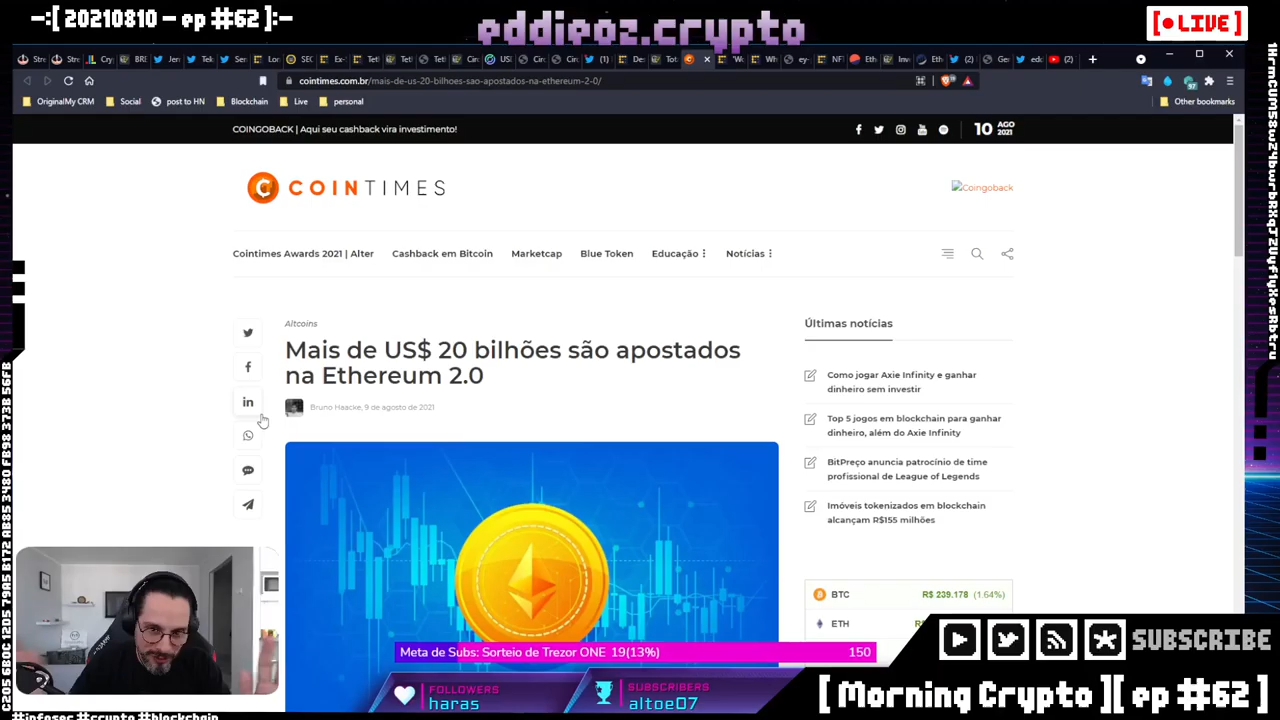 -:[ 20210810 - ep #62 ]:-
eddieoz.crypto
[●LIVE]
cointimes.com.br/mais-de-us-20-bilhoes-sao-apostados-na-ethereum-2-0/
OriginalMy CRM
Social
post to HN
Blockchain
Live
personal
Other bookmarks
COINGOBACK | Aqui seu cashback vira investimento!
10 AGO 2021
COINTIMES
Coingoback
Cointimes Awards 2021 | Alter
Cashback em Bitcoin
Marketcap
Blue Token
Educação
Notícias
Altcoins
Mais de US$ 20 bilhões são apostados
na Ethereum 2.0
Bruno Haacke, 9 de agosto de 2021
Últimas notícias
Como jogar Axie Infinity e ganhar
dinheiro sem investir
Top 5 jogos em blockchain para ganhar
dinheiro, além do Axie Infinity
BitPreço anuncia patrocínio de time
profissional de League of Legends
Imóveis tokenizados em blockchain
alcançam R$155 milhões
BTC R$ 239.178 (1.64%)
ETH
Meta de Subs: Sorteio de Trezor ONE 19(13%) 150
FOLLOWERS
haras
SUBSCRIBERS
altoe07
SUBSCRIBE
[ Morning Crypto ][ ep #62 ]
#infosec #crypto #blockchain